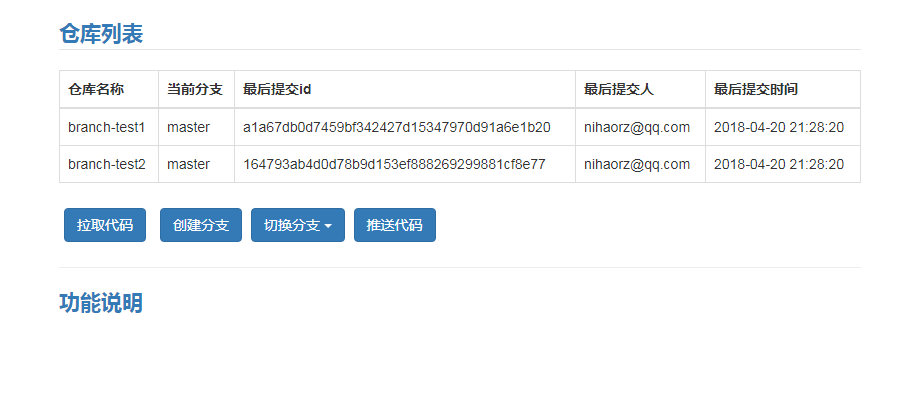 仓库列表
仓库名称 当前分支 最后提交id 最后提交人 最后提交时间
branch-test1 master a1a67db0d7459bf342427d15347970d91a6e1b20 nihaorz@qq.com 2018-04-20 21:28:20
branch-test2 master 164793ab4d0d78b9d153ef888269299881cf8e77 nihaorz@qq.com 2018-04-20 21:28:20
拉取代码 创建分支 切换分支 推送代码
功能说明